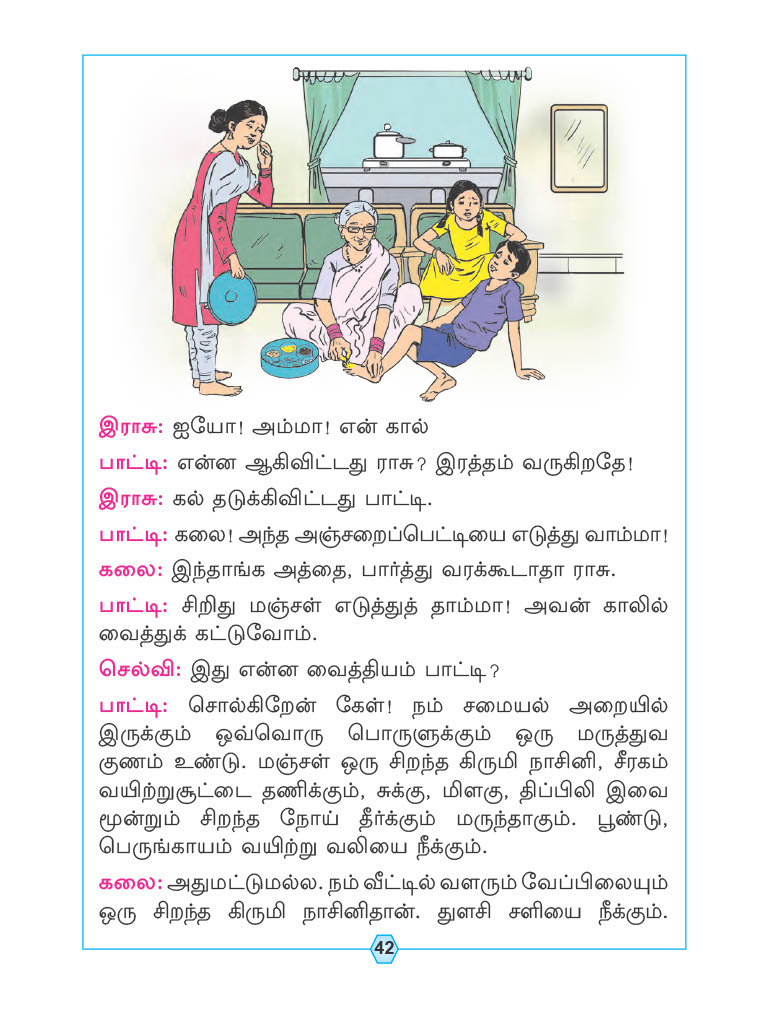 இராசு: ஐயோ! அம்மா! என் கால்
பாட்டி: என்ன ஆகிவிட்டது ராசு? இரத்தம் வருகிறதே!
இராசு: கல் தடுக்கிவிட்டது பாட்டி.
பாட்டி: கலை! அந்த அஞ்சறைப்பெட்டியை எடுத்து வாம்மா!
கலை: இந்தாங்க அத்தை, பார்த்து வரக்கூடாதா ராசு.
பாட்டி: சிறிது மஞ்சள் எடுத்துத் தாம்மா! அவன் காலில்
வைத்துக் கட்டுவோம்.
செல்வி: இது என்ன வைத்தியம் பாட்டி?
பாட்டி: சொல்கிறேன் கேள்! நம் சமையல் அறையில்
இருக்கும் ஒவ்வொரு பொருளுக்கும் ஒரு மருத்துவ
குணம் உண்டு. மஞ்சள் ஒரு சிறந்த கிருமி நாசினி, சீரகம்
வயிற்றுசூட்டை தணிக்கும், சுக்கு, மிளகு, திப்பிலி இவை
மூன்றும் சிறந்த நோய் தீர்க்கும் மருந்தாகும். பூண்டு,
பெருங்காயம் வயிற்று வலியை நீக்கும்.
கலை: அதுமட்டுமல்ல. நம் வீட்டில் வளரும் வேப்பிலையும்
ஒரு சிறந்த கிருமி நாசினிதான். துளசி சளியை நீக்கும்.
42